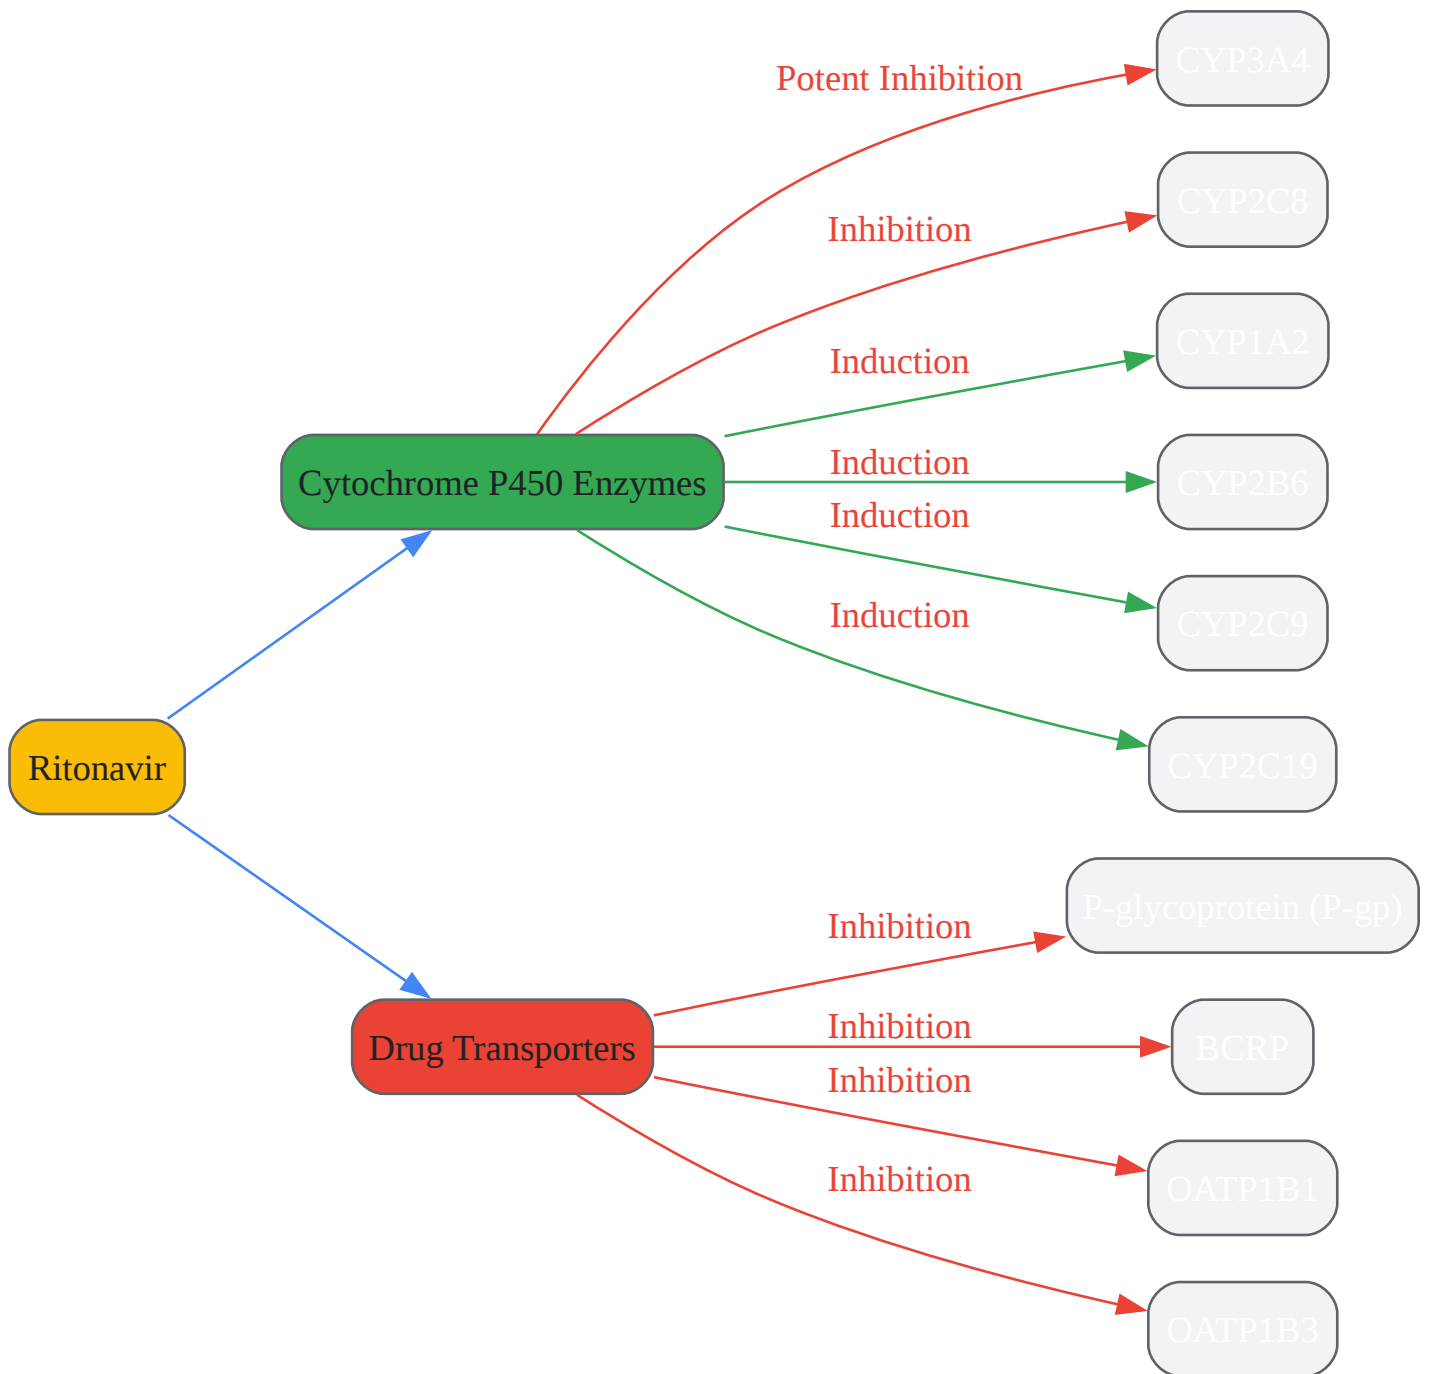 Ritonavir
Cytochrome P450 Enzymes
Potent Inhibition
CYP3A4
Inhibition
CYP2C8
Induction
CYP1A2
Induction
CYP2B6
Induction
CYP2C9
Induction
CYP2C19
Drug Transporters
Inhibition
P-glycoprotein (P-gp)
Inhibition
BCRP
Inhibition
OATP1B1
Inhibition
OATP1B3